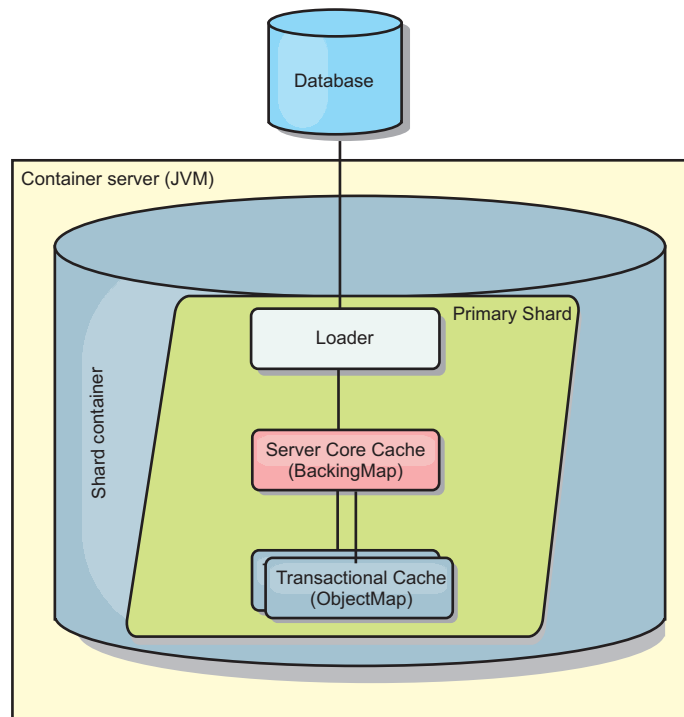 Database
Container server (JVM)
Primary Shard
Loader
Shard container
Server Core Cache
(BackingMap)
Transactional Cache
(ObjectMap)